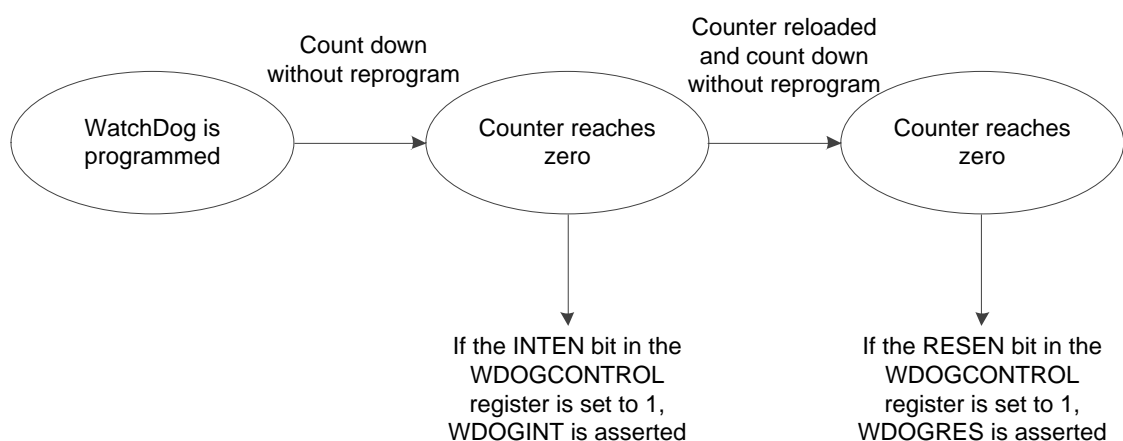 Count down
without reprogram
Counter reloaded
and count down
without reprogram
WatchDog is
programmed
Counter reaches
zero
Counter reaches
zero
If the INTEN bit in the
WDOGCONTROL
register is set to 1,
WDOGINT is asserted
If the RESEN bit in the
WDOGCONTROL
register is set to 1,
WDOGRES is asserted